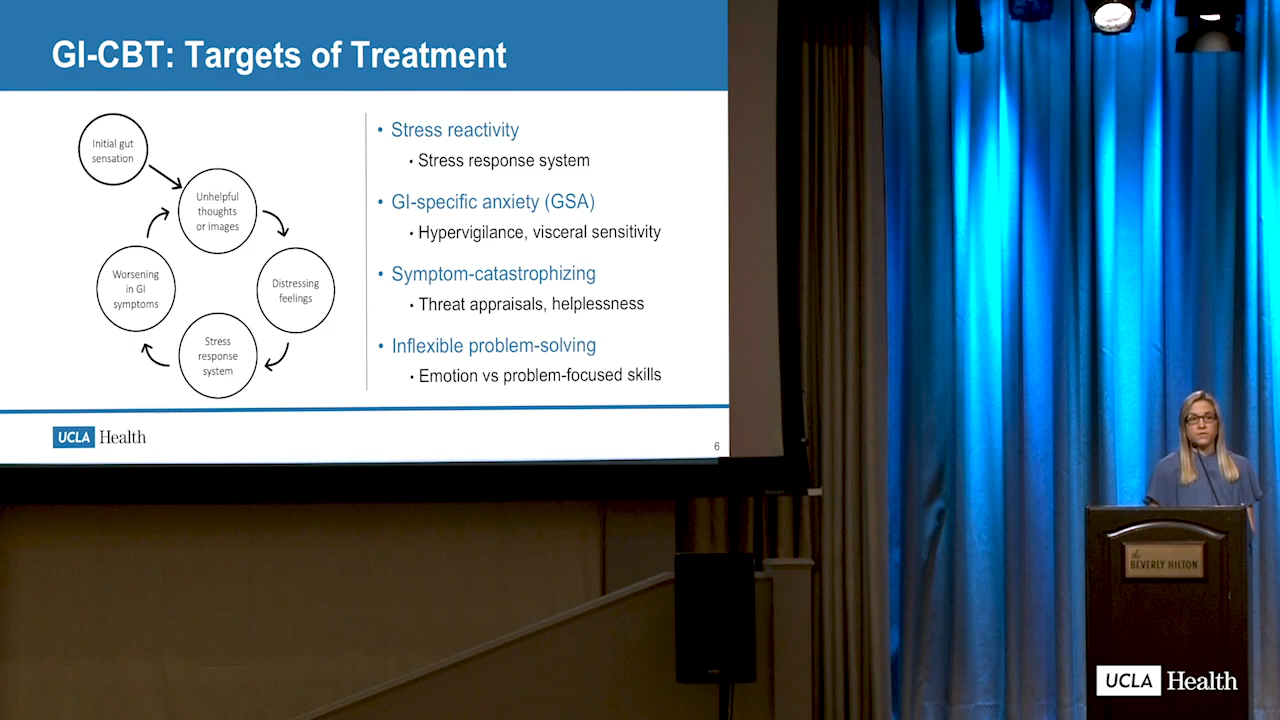 GI-CBT: Targets of Treatment
Initial gut
sensation
Unhelpful
thoughts
or images
Distressing
feelings
Stress
response
system
Worsening
in GI
symptoms
• Stress reactivity
• Stress response system
• GI-specific anxiety (GSA)
• Hypervigilance, visceral sensitivity
• Symptom-catastrophizing
• Threat appraisals, helplessness
• Inflexible problem-solving
• Emotion vs problem-focused skills
UCLA Health
6
the
BEVERLY HILTON
UCLA Health